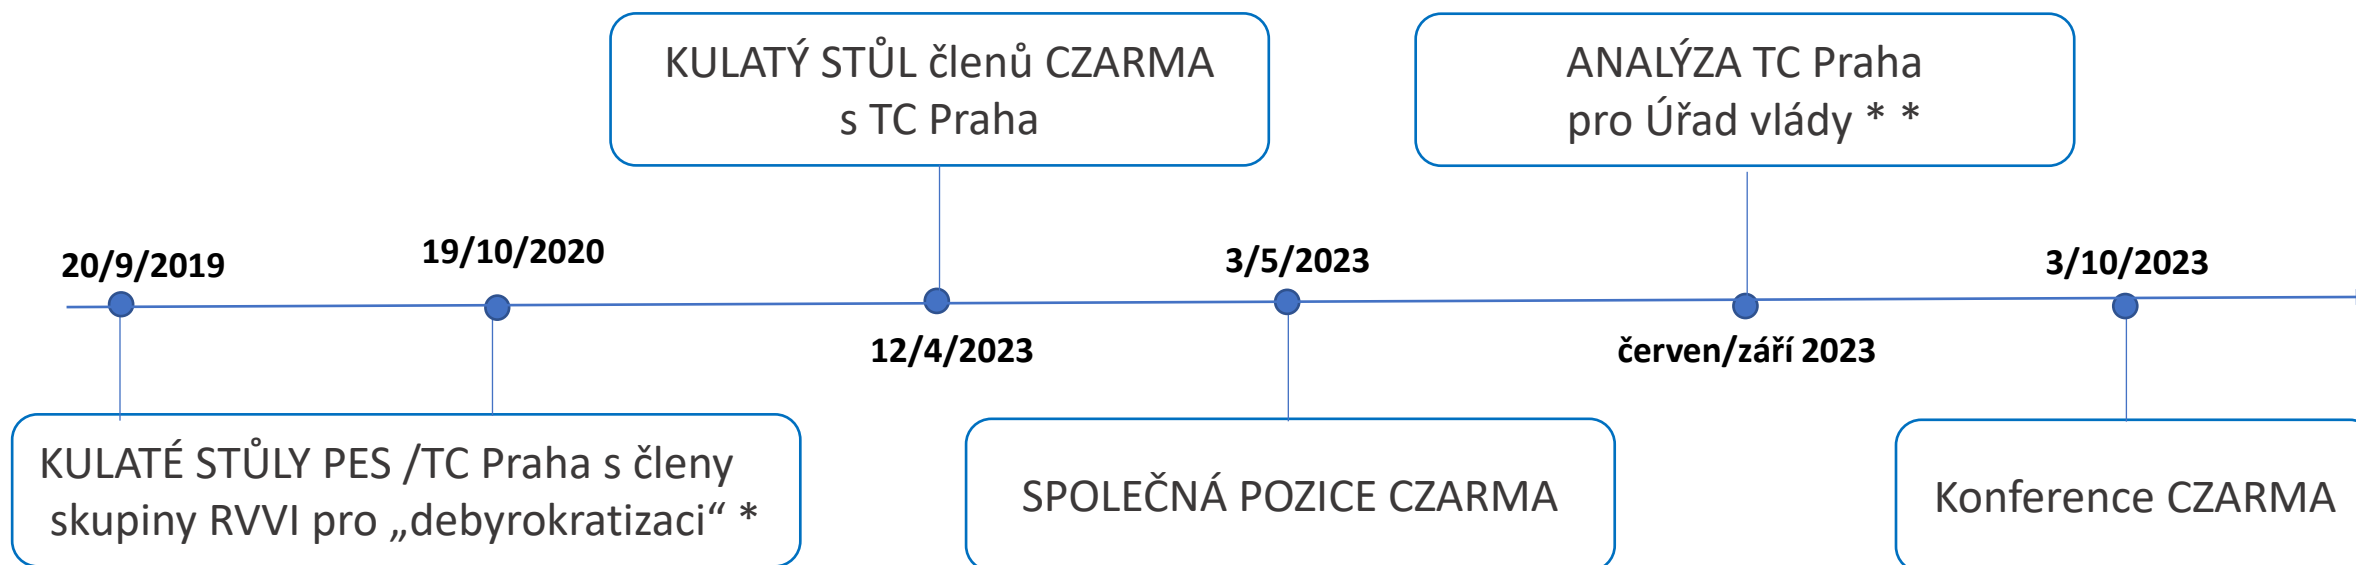 KULATÝ STŮL členů CZARMA
s TC Praha
ANALÝZA TC Praha
pro Úřad vlády * *
20/9/2019
19/10/2020
3/5/2023
3/10/2023
12/4/2023
červen/září 2023
KULATÉ STŮLY PES /TC Praha s členy
skupiny RVVI pro „debyrokratizaci“ *
SPOLEČNÁ POZICE CZARMA
Konference CZARMA